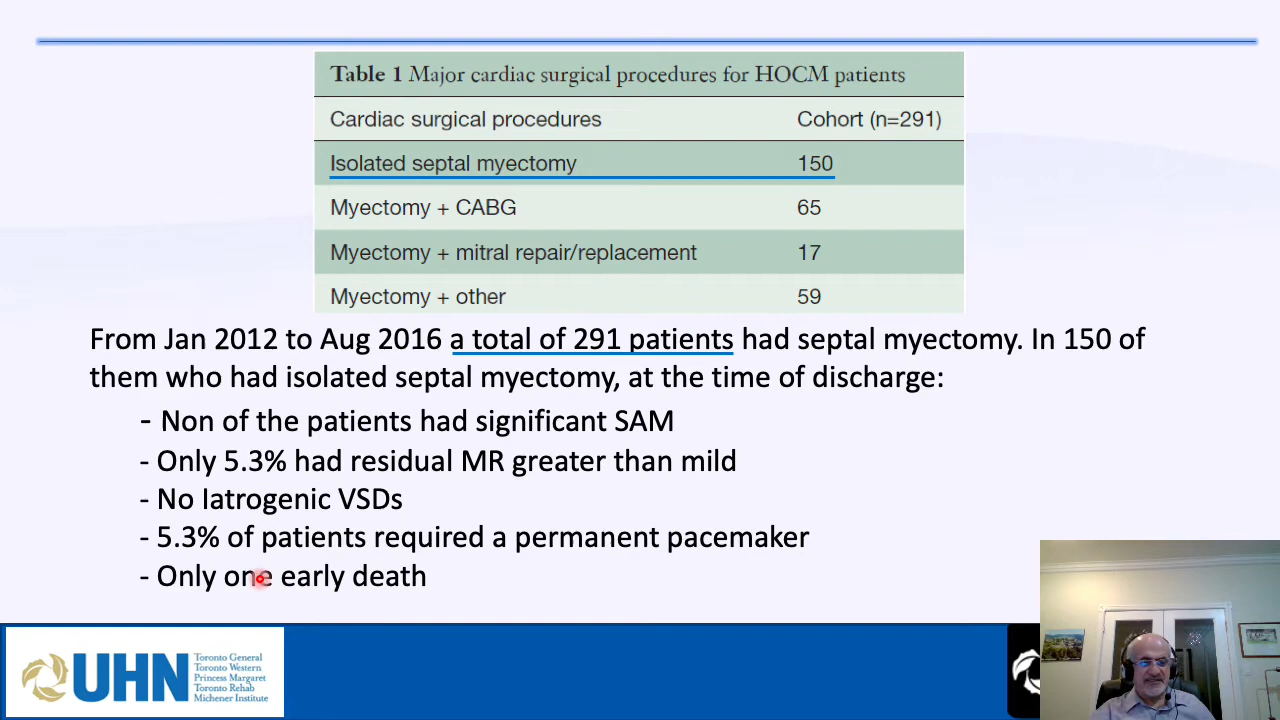 Table 1 Major cardiac surgical procedures for HOCM patients
Cardiac surgical procedures Cohort (n=291)
Isolated septal myectomy 150
Myectomy + CABG 65
Myectomy + mitral repair/replacement 17
Myectomy + other 59
From Jan 2012 to Aug 2016 a total of 291 patients had septal myectomy. In 150 of
them who had isolated septal myectomy, at the time of discharge:
- Non of the patients had significant SAM
- Only 5.3% had residual MR greater than mild
- No Iatrogenic VSDs
- 5.3% of patients required a permanent pacemaker
- Only one early death
UHN
Toronto General
Toronto Western
Princess Margaret
Toronto Rehab
Michener Institute